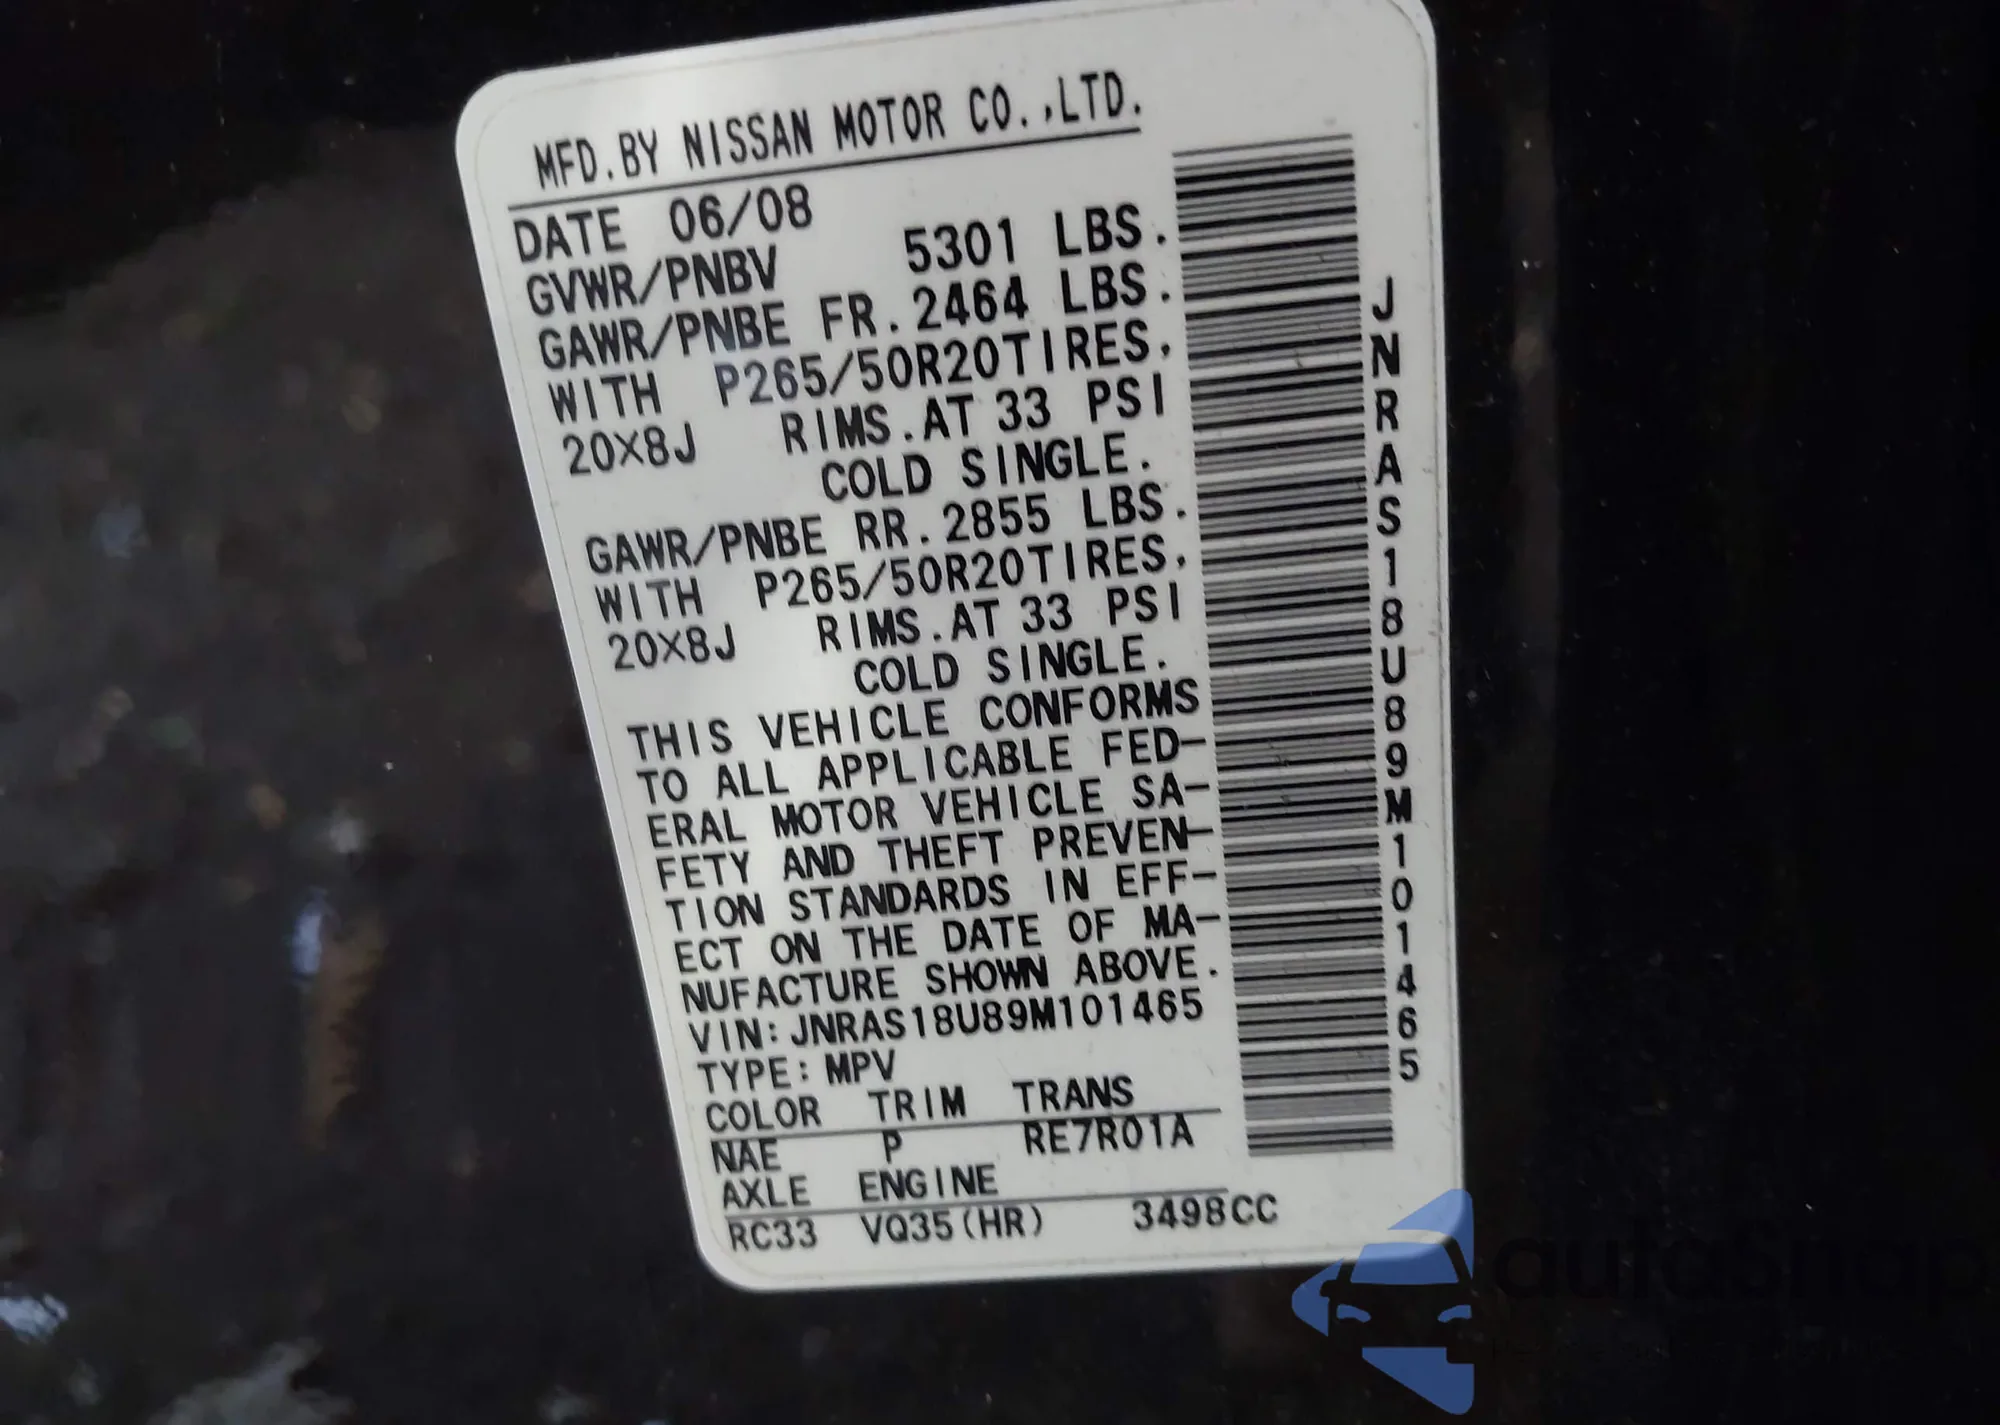 MFD.BY NISSAN MOTOR CO.,LTD.
DATE 06/08
GVWR/PNBV 5301 LBS.
GAWR/PNBE FR.2464 LBS.
WITH P265/50R20TIRES,
20X8J RIMS.AT 33 PSI
COLD SINGLE.
GAWR/PNBE RR.2855 LBS.
WITH P265/50R20TIRES,
20X8J RIMS.AT 33 PSI
COLD SINGLE.
THIS VEHICLE CONFORMS
TO ALL APPLICABLE FED-
ERAL MOTOR VEHICLE SA-
FETY AND THEFT PREVEN-
TION STANDARDS IN EFF-
ECT ON THE DATE OF MA-
NUFACTURE SHOWN ABOVE.
VIN:JNRAS18U89M101465
TYPE:MPV
COLOR TRIM TRANS
NAE P RE7R01A
AXLE ENGINE
RC33 VQ35(HR) 3498CC
JNRAS18U89M101465